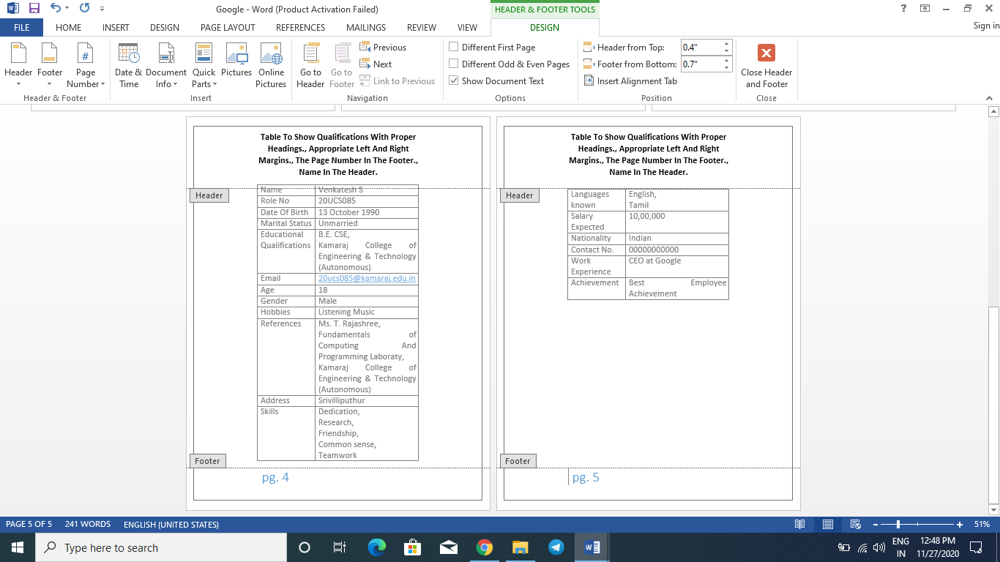 Google - Word (Product Activation Failed)
HEADER & FOOTER TOOLS
?
FILE
HOME
INSERT
DESIGN
PAGE LAYOUT
REFERENCES
MAILINGS
REVIEW
VIEW
DESIGN
Sign in
Header
Footer
Page Number
Header & Footer
Date & Time
Document Info
Quick Parts
Pictures
Online Pictures
Insert
Go to Header
Go to Footer
Previous
Next
Link to Previous
Navigation
Different First Page
Different Odd & Even Pages
Show Document Text
Options
Header from Top: 0.4"
Footer from Bottom: 0.7"
Insert Alignment Tab
Position
Close Header and Footer
Close
Table To Show Qualifications With Proper
Headings., Appropriate Left And Right
Margins., The Page Number In The Footer.,
Name In The Header.
Header
Name Venkatesh S
Role No 20UCS085
Date Of Birth 13 October 1990
Marital Status Unmarried
Educational B.E. CSE,
Qualifications Kamaraj College of
Engineering & Technology
(Autonomous)
Email 20ucs085@kamaraj.edu.in
Age 18
Gender Male
Hobbies Listening Music
References Ms. T. Rajashree,
Fundamentals of
Computing And
Programming Laboraty,
Kamaraj College of
Engineering & Technology
(Autonomous)
Address Srivilliputhur
Skills Dedication,
Research,
Friendship,
Common sense,
Teamwork
Footer
pg. 4
Table To Show Qualifications With Proper
Headings., Appropriate Left And Right
Margins., The Page Number In The Footer.,
Name In The Header.
Header
Languages English,
known Tamil
Salary 10,00,000
Expected
Nationality Indian
Contact No. 00000000000
Work CEO at Google
Experience
Achievement Best Employee
Achievement
Footer
pg. 5
PAGE 5 OF 5
241 WORDS
ENGLISH (UNITED STATES)
51%
Type here to search
ENG
IN
12:48 PM
11/27/2020